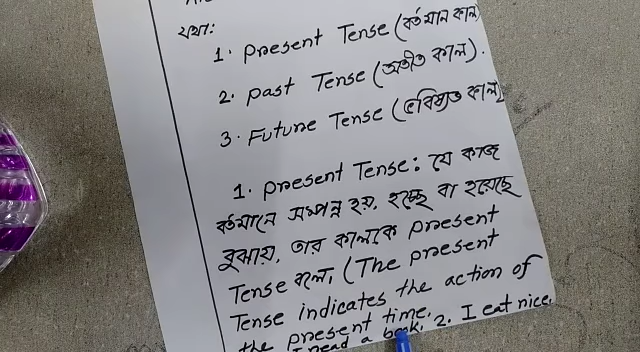 যথা:
1. Present Tense (বর্তমান কাল)
2. Past Tense (অতীত কাল).
3. Future Tense (ভবিষ্যত কাল)
1. Present Tense: যে কাজ
বর্তমানে সম্পন্ন হয়, হচ্ছে বা হয়েছে
বুঝায়, তার কালকে Present
Tense বলে, (The present
Tense indicates the action of
the present time.
I read a book. 2. I eat rice.